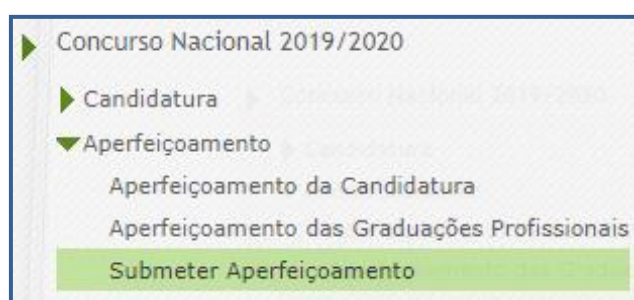 Concurso Nacional 2019/2020
Candidatura
Aperfeiçoamento
Aperfeiçoamento da Candidatura
Aperfeiçoamento das Graduações Profissionais
Submeter Aperfeiçoamento